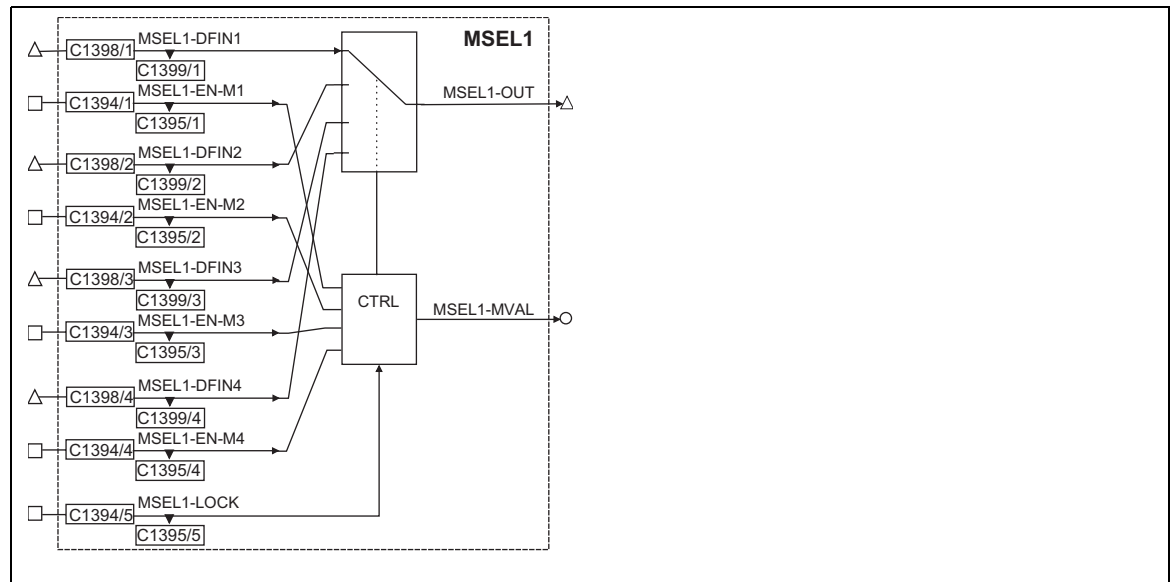 MSEL1
C1398/1 MSEL1-DFIN1
C1399/1
MSEL1-OUT
C1394/1 MSEL1-EN-M1
C1395/1
C1398/2 MSEL1-DFIN2
C1399/2
C1394/2 MSEL1-EN-M2
C1395/2
C1398/3 MSEL1-DFIN3
C1399/3
CTRL
MSEL1-MVAL
C1394/3 MSEL1-EN-M3
C1395/3
C1398/4 MSEL1-DFIN4
C1399/4
C1394/4 MSEL1-EN-M4
C1395/4
C1394/5 MSEL1-LOCK
C1395/5